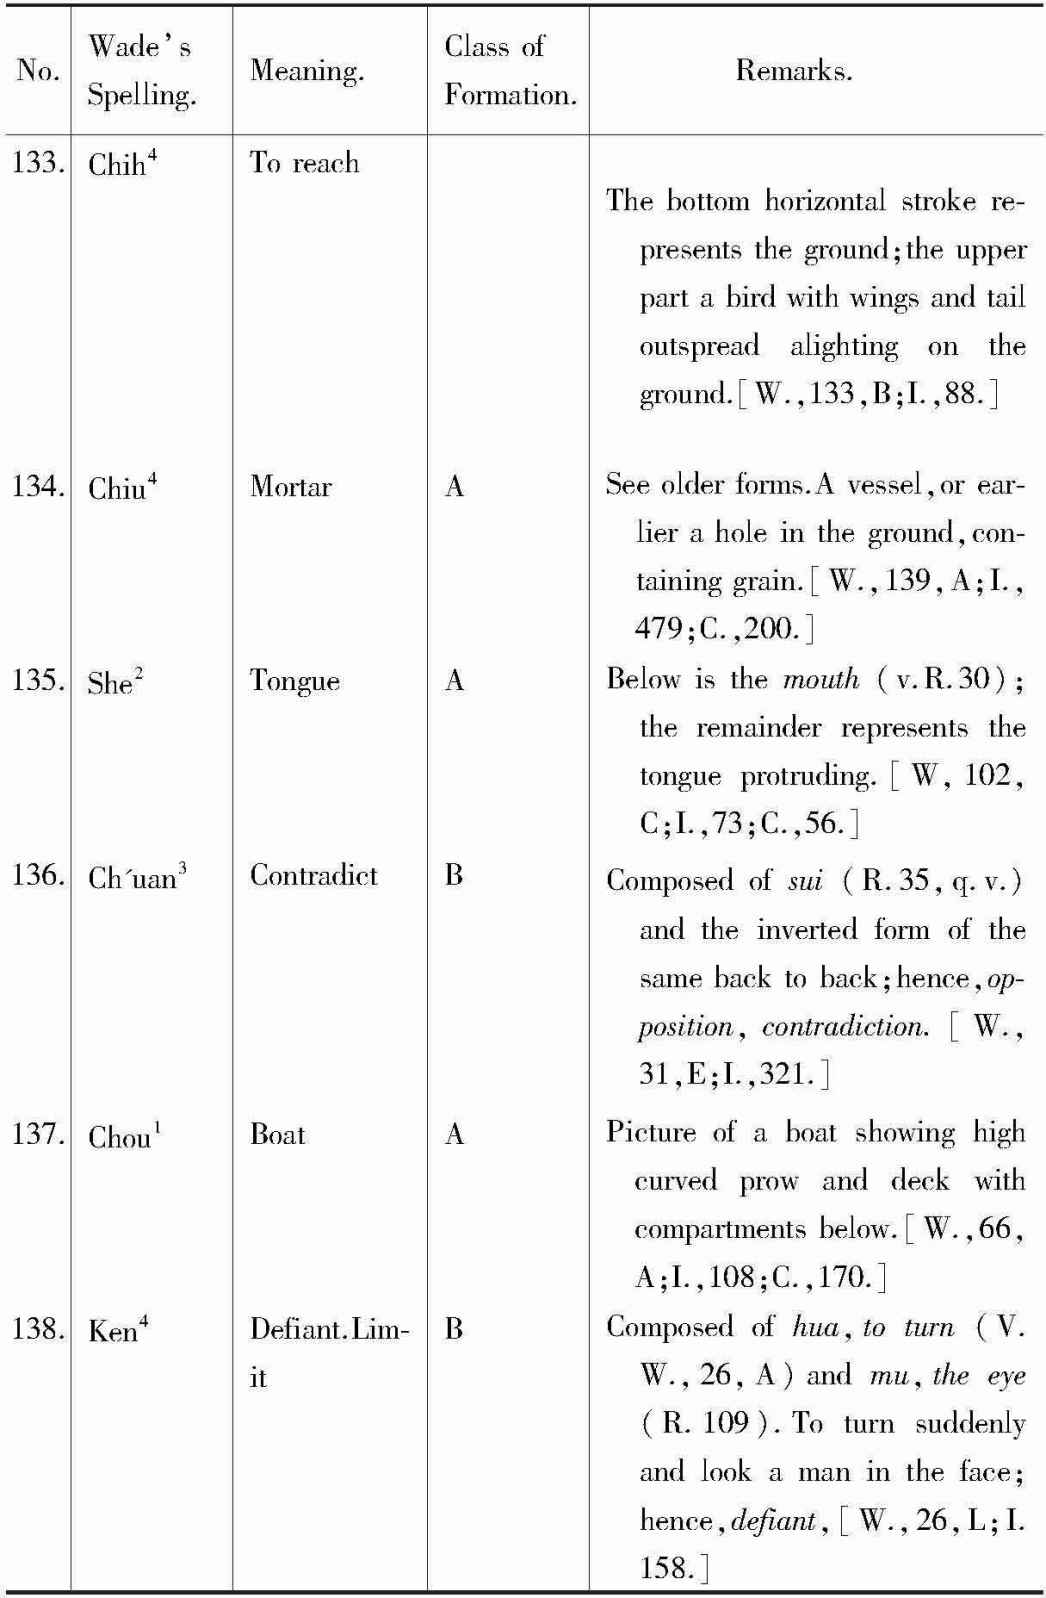 No. Wade's Spelling. Meaning. Class of Formation. Remarks.
133. Chih⁴ To reach
The bottom horizontal stroke re-
presents the ground;the upper
part a bird with wings and tail
outspread alighting on the
ground.[W.,133,B;I.,88.]
134. Chiu⁴ Mortar A See older forms.A vessel,or ear-
lier a hole in the ground,con-
taining grain.[W.,139,A;I.,
479;C.,200.]
135. She² Tongue A Below is the mouth (v.R.30);
the remainder represents the
tongue protruding. [W, 102,
C;I.,73;C.,56.]
136. Ch´uan³ Contradict B Composed of sui (R.35, q.v.)
and the inverted form of the
same back to back;hence,op-
position, contradiction. [W.,
31,E;I.,321.]
137. Chou¹ Boat A Picture of a boat showing high
curved prow and deck with
compartments below.[W.,66,
A;I.,108;C.,170.]
138. Ken⁴ Defiant.Lim- B Composed of hua, to turn (V.
it W., 26, A) and mu, the eye
(R. 109). To turn suddenly
and look a man in the face;
hence,defiant, [W.,26,L;I.
158.]